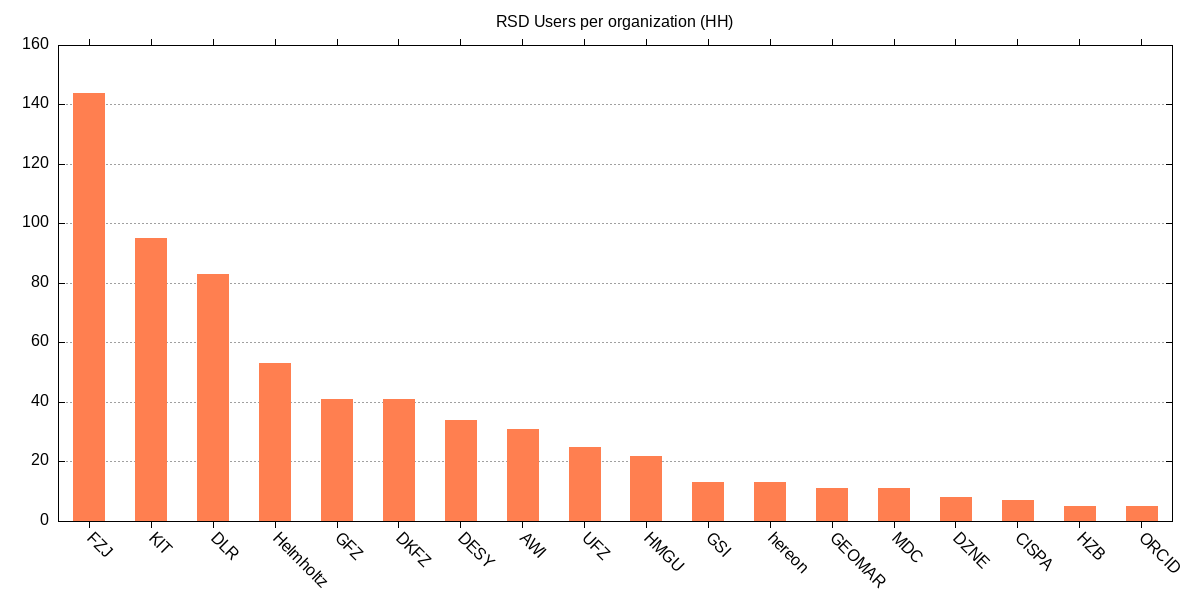 RSD Users per organization (HH)
160
140
120
100
80
60
40
20
0
FZJ
KIT
DLR
Helmholtz
GFZ
DKFZ
DESY
AWI
UFZ
HMGU
GSI
hereon
GEOMAR
MDC
DZNE
CISPA
HZB
ORCID